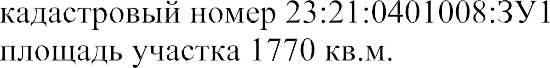 кадастровый номер 23:21:0401008:ЗУ1
площадь участка 1770 кв.м.